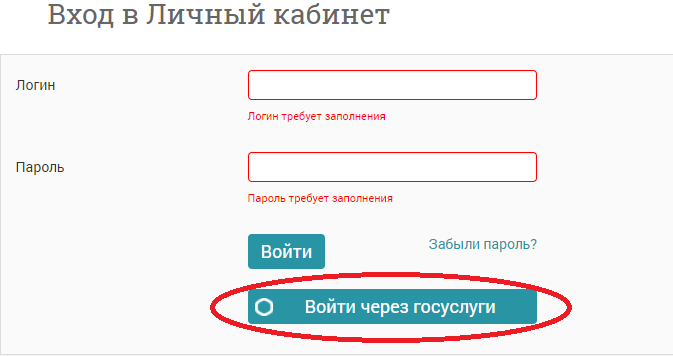 Вход в Личный кабинет
Логин
Логин требует заполнения
Пароль
Пароль требует заполнения
Войти
Забыли пароль?
Войти через госуслуги